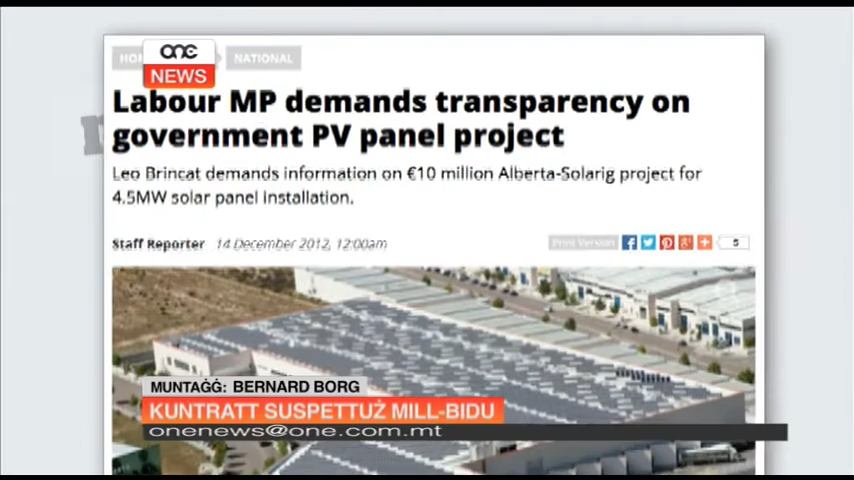 one
NEWS
NATIONAL
Labour MP demands transparency on
government PV panel project
Leo Brincat demands information on €10 million Alberta-Solarig project for
4.5MW solar panel installation.
Staff Reporter 14 December 2012, 12:00am
Print Version
5
MUNTAĠĠ: BERNARD BORG
KUNTRATT SUSPETTUŻ MILL-BIDU
onenews@one.com.mt